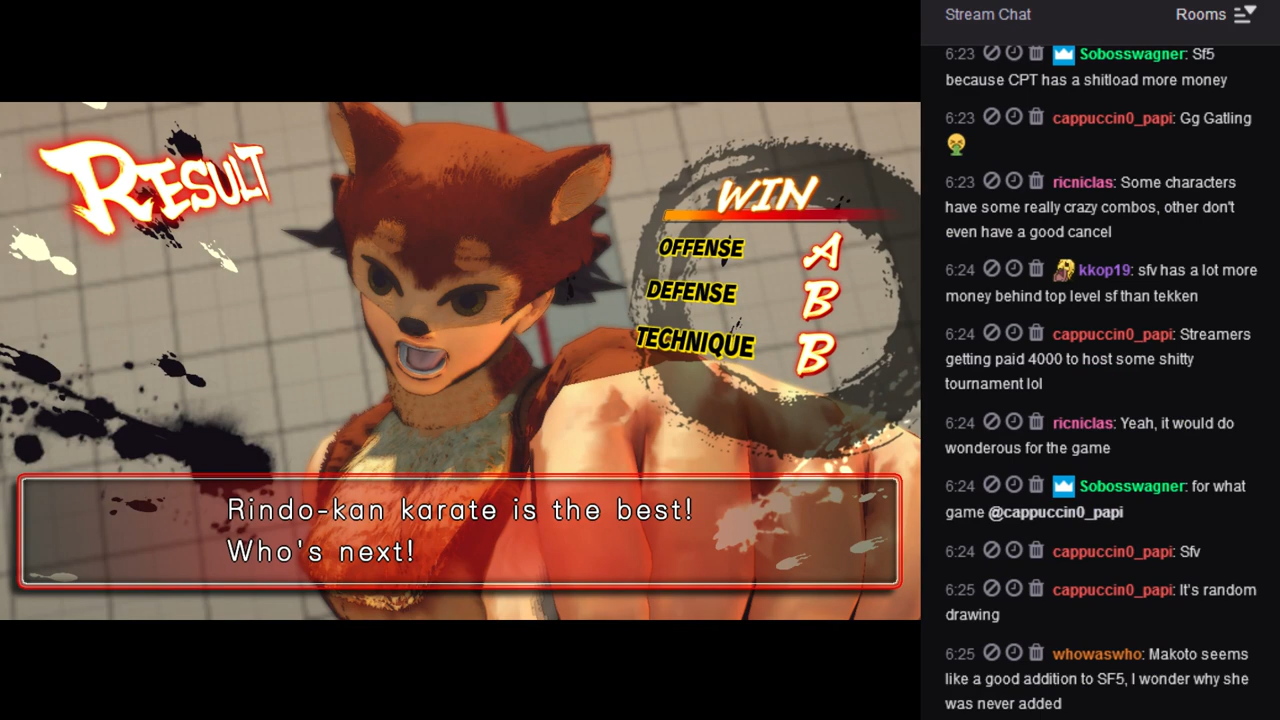 RESULT
WIN
OFFENSE A
DEFENSE B
TECHNIQUE B
Rindo-kan karate is the best!
Who's next!
Stream Chat Rooms
6:23 Sobosswagner: Sf5
because CPT has a shitload more money
6:23 cappuccin0_papi: Gg Gatling
6:23 ricniclas: Some characters
have some really crazy combos, other don't
even have a good cancel
6:24 kkop19: sfv has a lot more
money behind top level sf than tekken
6:24 cappuccin0_papi: Streamers
getting paid 4000 to host some shitty
tournament lol
6:24 ricniclas: Yeah, it would do
wonderous for the game
6:24 Sobosswagner: for what
game @cappuccin0_papi
6:24 cappuccin0_papi: Sfv
6:25 cappuccin0_papi: It's random
drawing
6:25 whowaswho: Makoto seems
like a good addition to SF5, I wonder why she
was never added